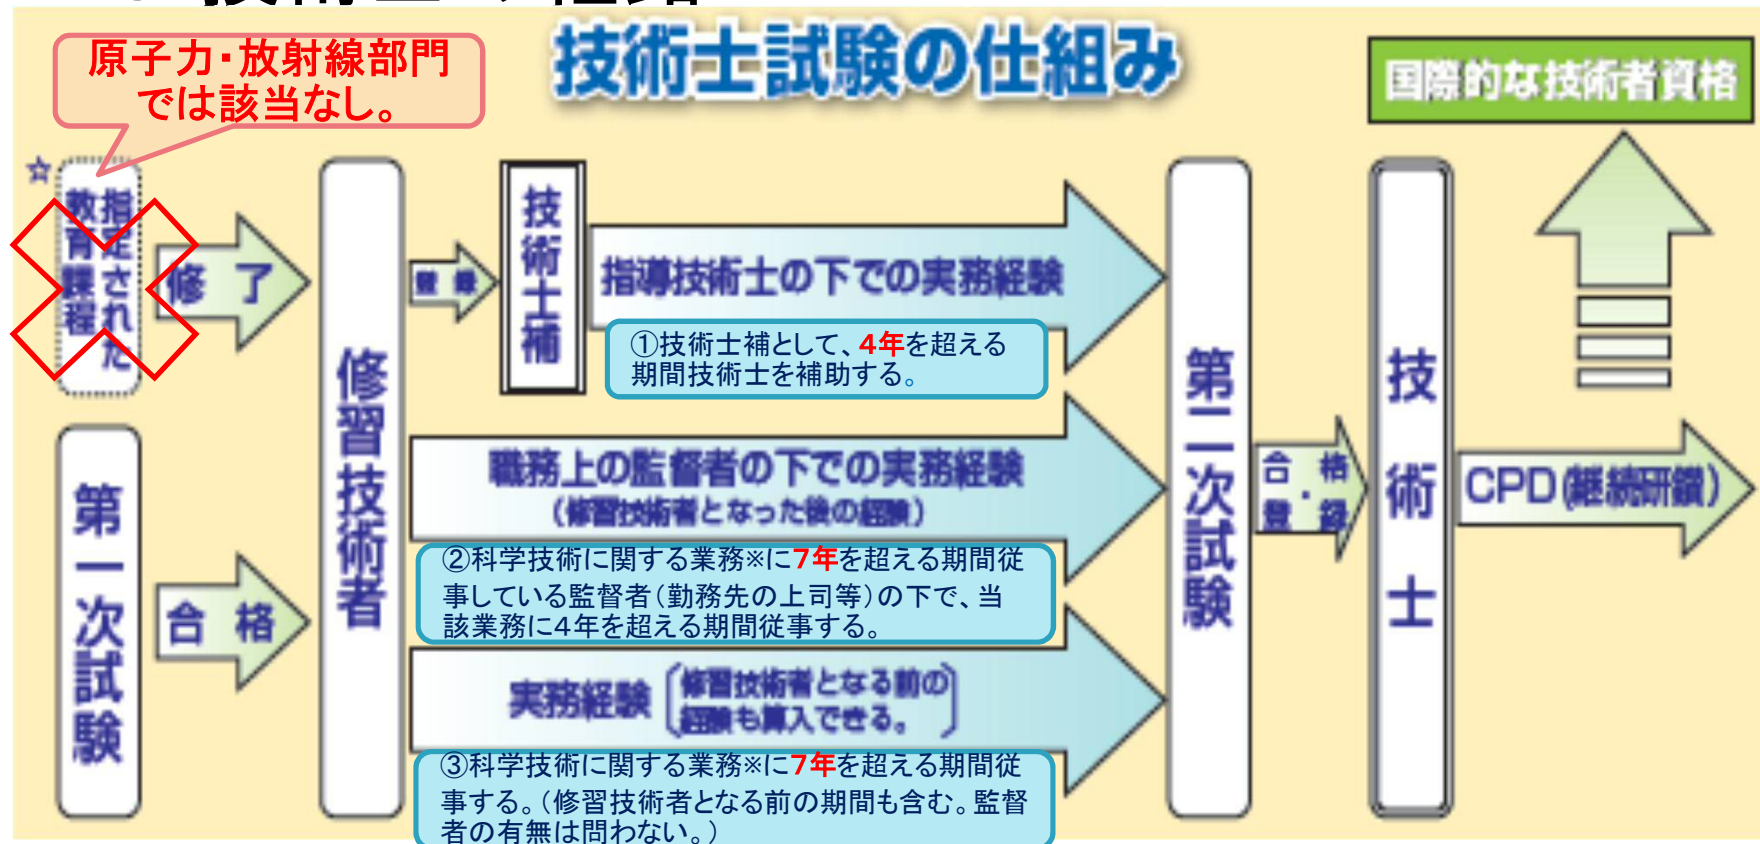 原子力・放射線部門
では該当なし。
技術士試験の仕組み
国際的な技術者資格
☆
指定された
教育課程
修了
第一次試験
合格
修習技術者
登録
技術士補
指導技術士の下での実務経験
①技術士補として、４年を超える
期間技術士を補助する。
職務上の監督者の下での実務経験
（修習技術者となった後の経験）
②科学技術に関する業務※に７年を超える期間従
事している監督者（勤務先の上司等）の下で、当
該業務に４年を超える期間従事する。
実務経験
修習技術者となる前の
経験も算入できる。
③科学技術に関する業務※に７年を超える期間従
事する。（修習技術者となる前の期間も含む。監督
者の有無は問わない。）
第二次試験
合格・
登録
技術士
CPD（継続研鑽）